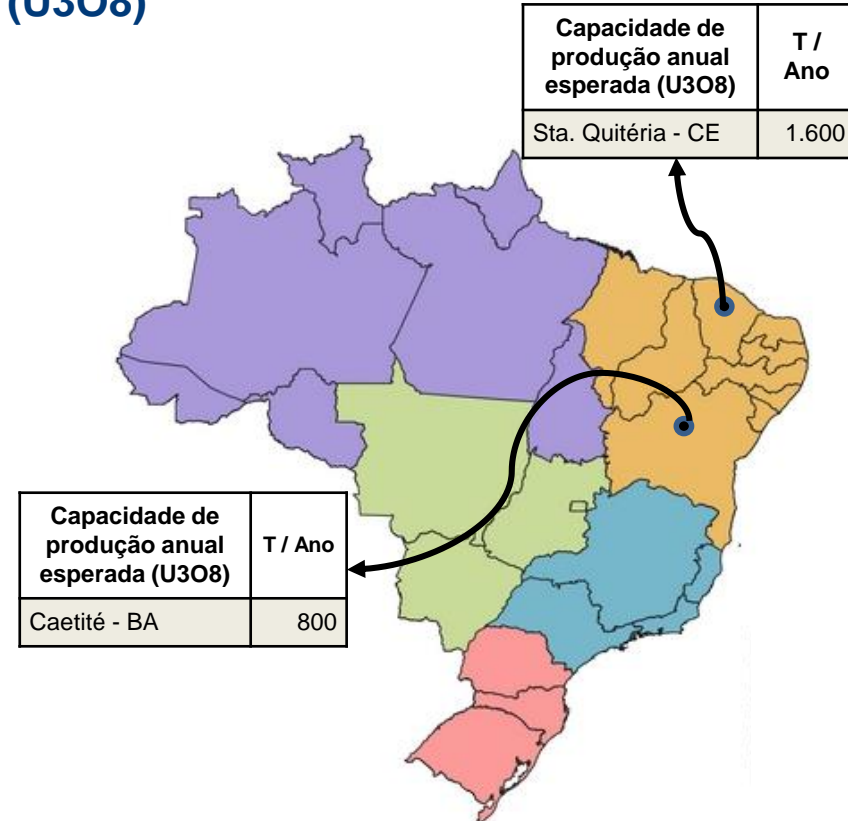 (U3O8)
Capacidade de
produção anual
esperada (U3O8)
T /
Ano
Sta. Quitéria - CE
1.600
Capacidade de
produção anual
esperada (U3O8)
T / Ano
Caetité - BA
800